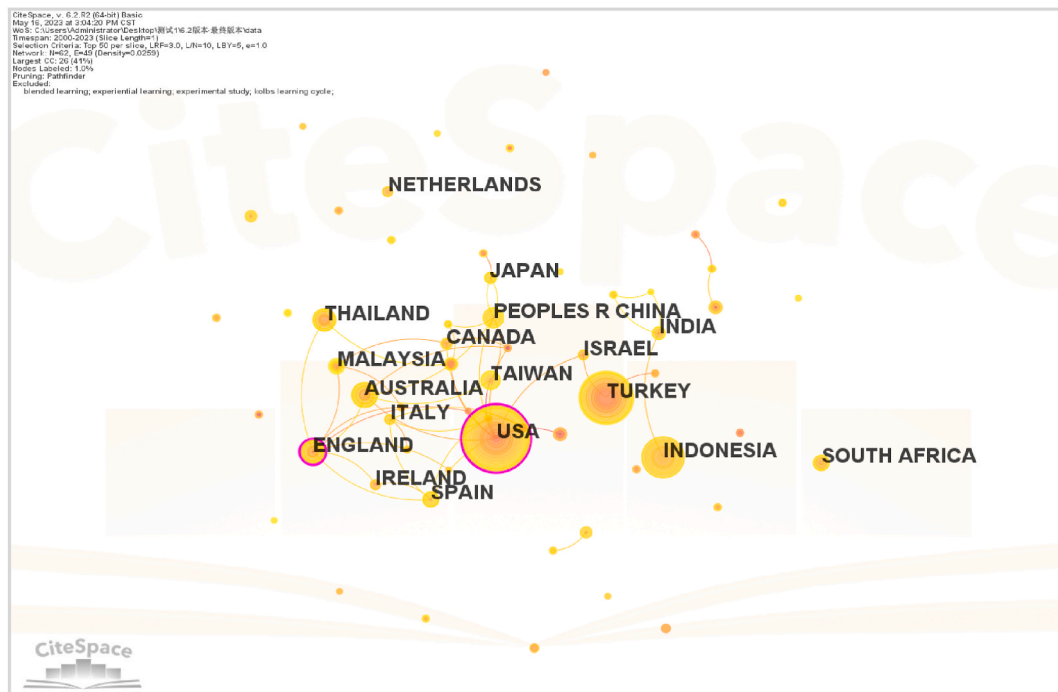 CiteSpace, v. 6.2.R2 (64-bit) Basic
May 16, 2023 at 3:04:20 PM CST
WoS: C:\Users\Administrator\Desktop\测试1\6.2版本-最终版本\data
Timespan: 2000-2023 (Slice Length=1)
Selection Criteria: Top 50 per slice, LRF=3.0, L/N=10, LBY=5, e=1.0
Network: N=62, E=49 (Density=0.0259)
Largest CC: 26 (41%)
Nodes Labeled: 1.0%
Pruning: Pathfinder
Excluded:
blended learning; experiential learning; experimental study; kolbs learning cycle;
CiteSpace
NETHERLANDS
JAPAN
THAILAND
PEOPLES R CHINA
INDIA
CANADA
ISRAEL
MALAYSIA
TAIWAN
AUSTRALIA
TURKEY
ITALY
USA
ENGLAND
INDONESIA
SOUTH AFRICA
IRELAND
SPAIN
CiteSpace